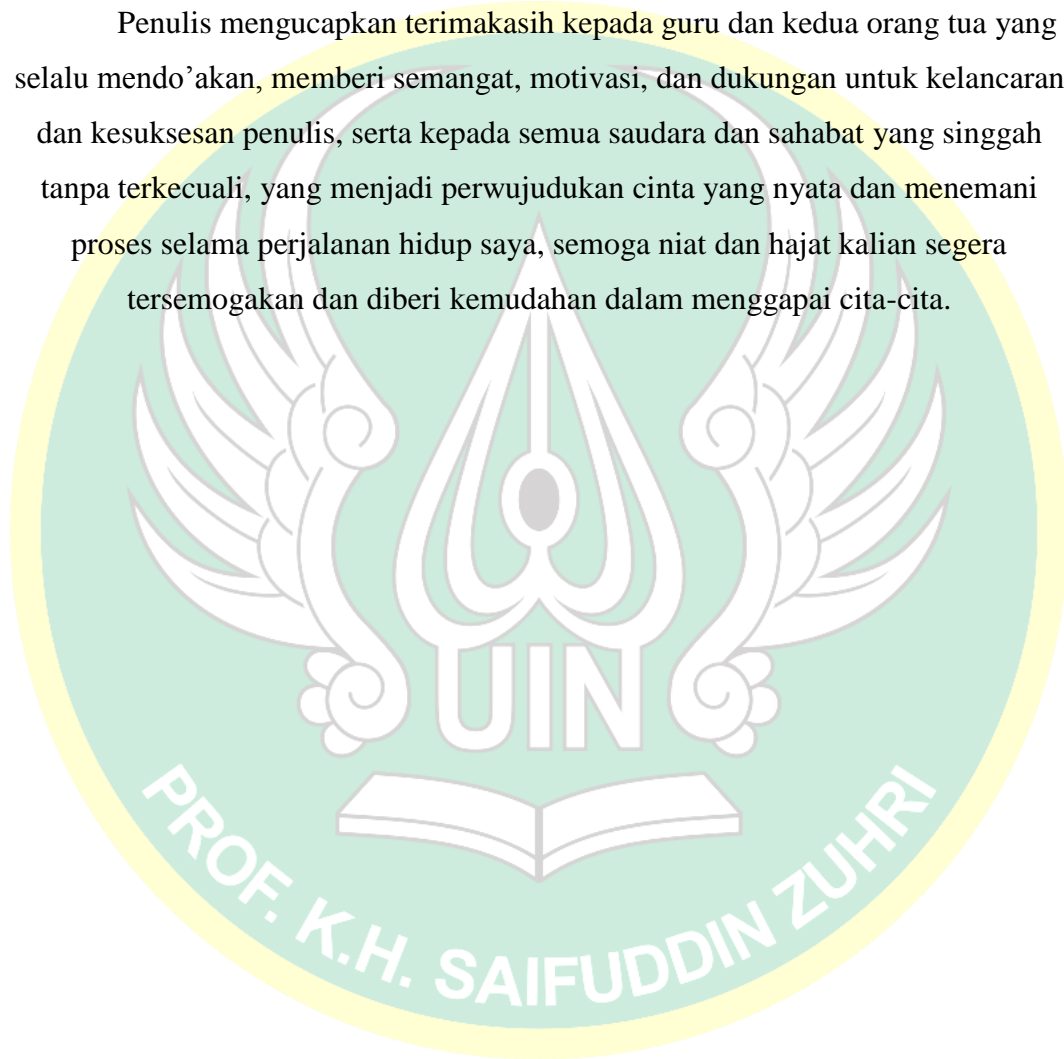 Penulis mengucapkan terimakasih kepada guru dan kedua orang tua yang
selalu mendo’akan, memberi semangat, motivasi, dan dukungan untuk kelancaran
dan kesuksesan penulis, serta kepada semua saudara dan sahabat yang singgah
tanpa terkecuali, yang menjadi perwujudukan cinta yang nyata dan menemani
proses selama perjalanan hidup saya, semoga niat dan hajat kalian segera
tersemogakan dan diberi kemudahan dalam menggapai cita-cita.
UIN
PROF. K.H. SAIFUDDIN ZUHRI